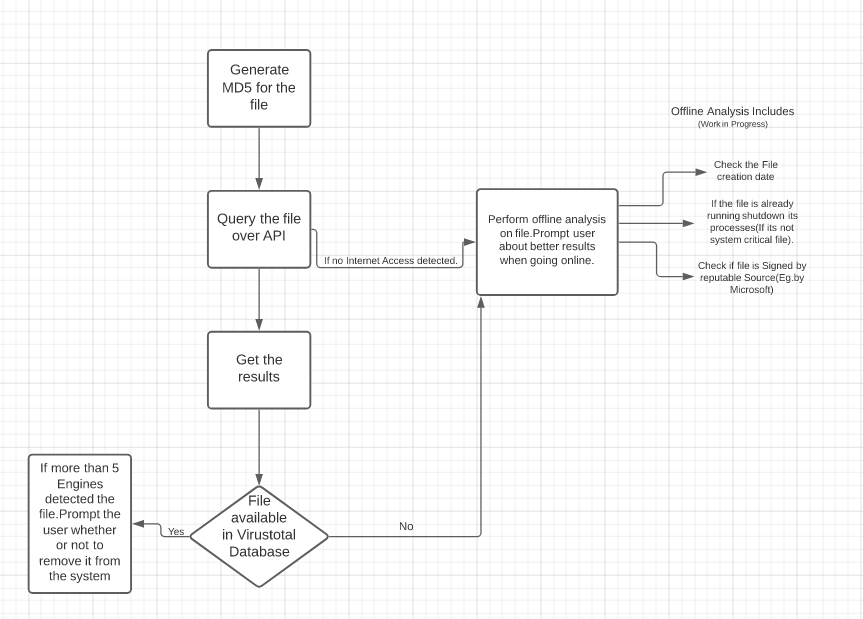 Generate
MD5 for the
file
Query the file
over API
If no Internet Access detected.
Get the
results
File
available
in Virustotal
Database
Yes
No
If more than 5
Engines
detected the
file.Prompt the
user whether
or not to
remove it from
the system
Perform offline analysis
on file.Prompt user
about better results
when going online.
Offline Analysis Includes
(Work in Progress)
Check the File
creation date
If the file is already
running shutdown its
processes(If its not
system critical file).
Check if file is Signed by
reputable Source(Eg.by
Microsoft)